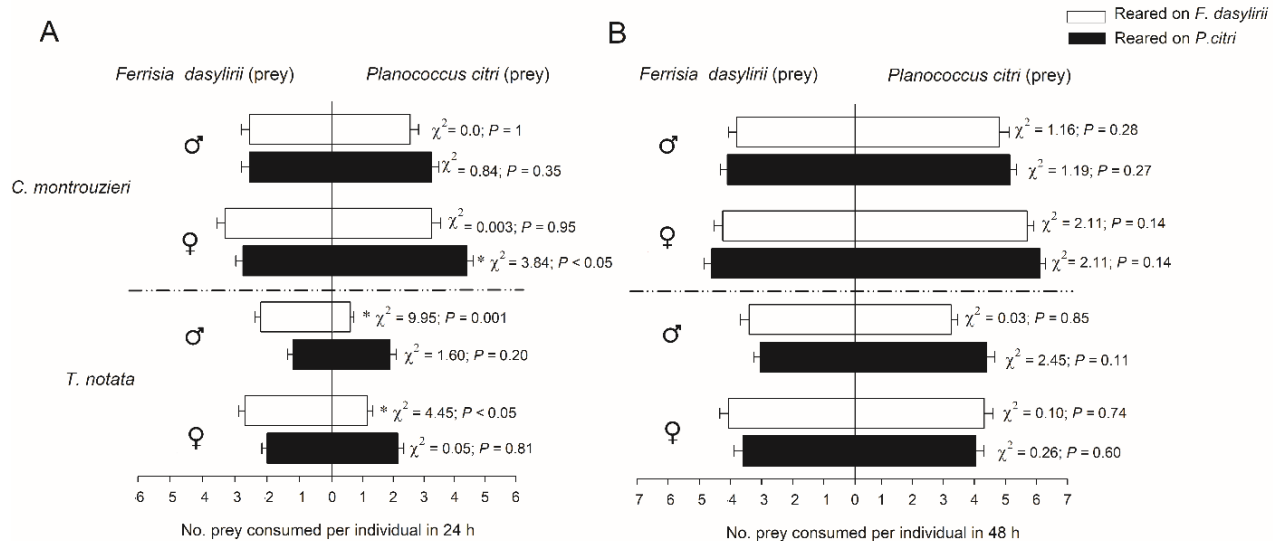 Reared on F. dasylirii
Reared on P.citri
A
B
Ferrisia dasylirii (prey) Planococcus citri (prey)
Ferrisia dasylirii (prey) Planococcus citri (prey)
C. montrouzieri
♂
χ² = 0.0; P = 1
χ² = 0.84; P = 0.35
♀
χ² = 0.003; P = 0.95
* χ² = 3.84; P < 0.05
T. notata
♂
* χ² = 9.95; P = 0.001
χ² = 1.60; P = 0.20
♀
* χ² = 4.45; P < 0.05
χ² = 0.05; P = 0.81
6 5 4 3 2 1 0 1 2 3 4 5 6
No. prey consumed per individual in 24 h
♂
χ² = 1.16; P = 0.28
χ² = 1.19; P = 0.27
♀
χ² = 2.11; P = 0.14
χ² = 2.11; P = 0.14
♂
χ² = 0.03; P = 0.85
χ² = 2.45; P = 0.11
♀
χ² = 0.10; P = 0.74
χ² = 0.26; P = 0.60
7 6 5 4 3 2 1 0 1 2 3 4 5 6 7
No. prey consumed per individual in 48 h